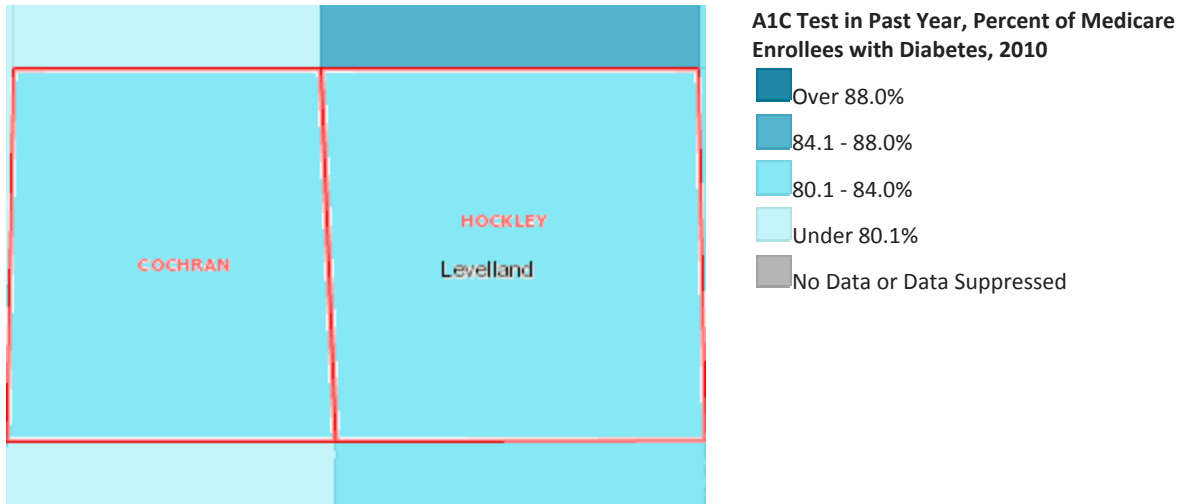 A1C Test in Past Year, Percent of Medicare
Enrollees with Diabetes, 2010
Over 88.0%
84.1 - 88.0%
80.1 - 84.0%
Under 80.1%
No Data or Data Suppressed
HOCKLEY
COCHRAN
Levelland